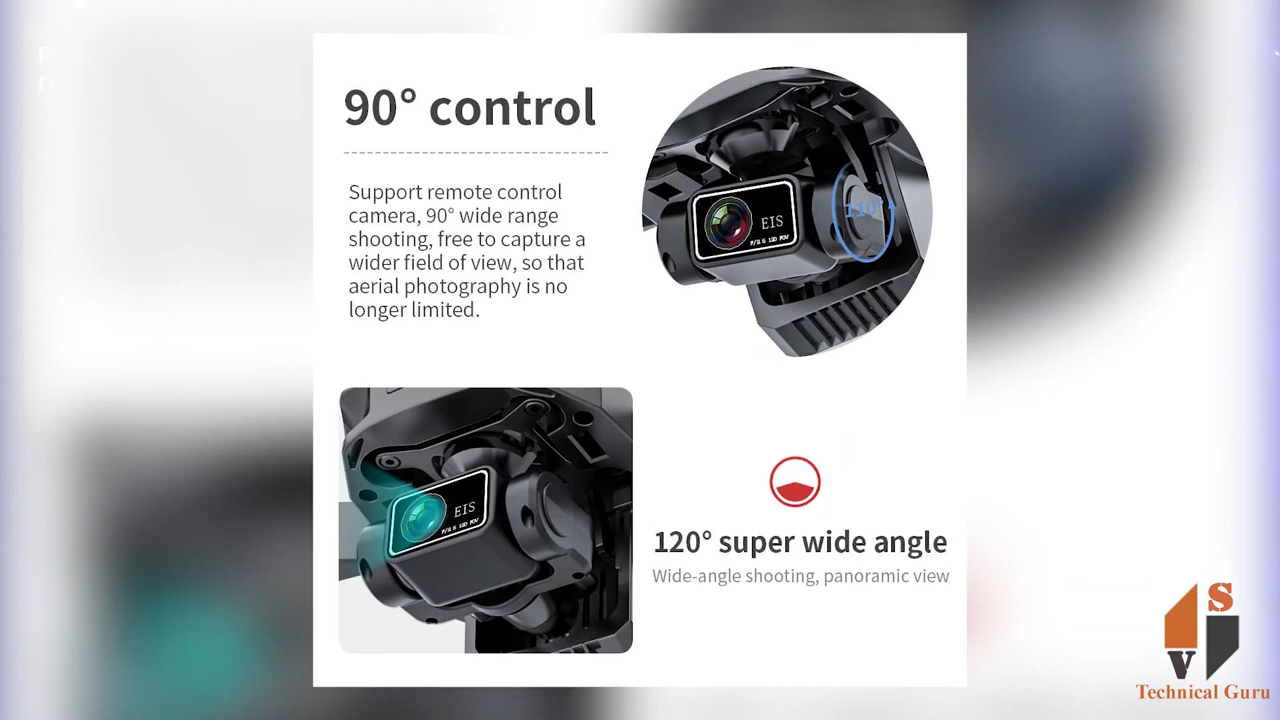 90° control
Support remote control
camera, 90° wide range
shooting, free to capture a
wider field of view, so that
aerial photography is no
longer limited.
110°
EIS
EIS
120° super wide angle
Wide-angle shooting, panoramic view
S
V
Technical Guru